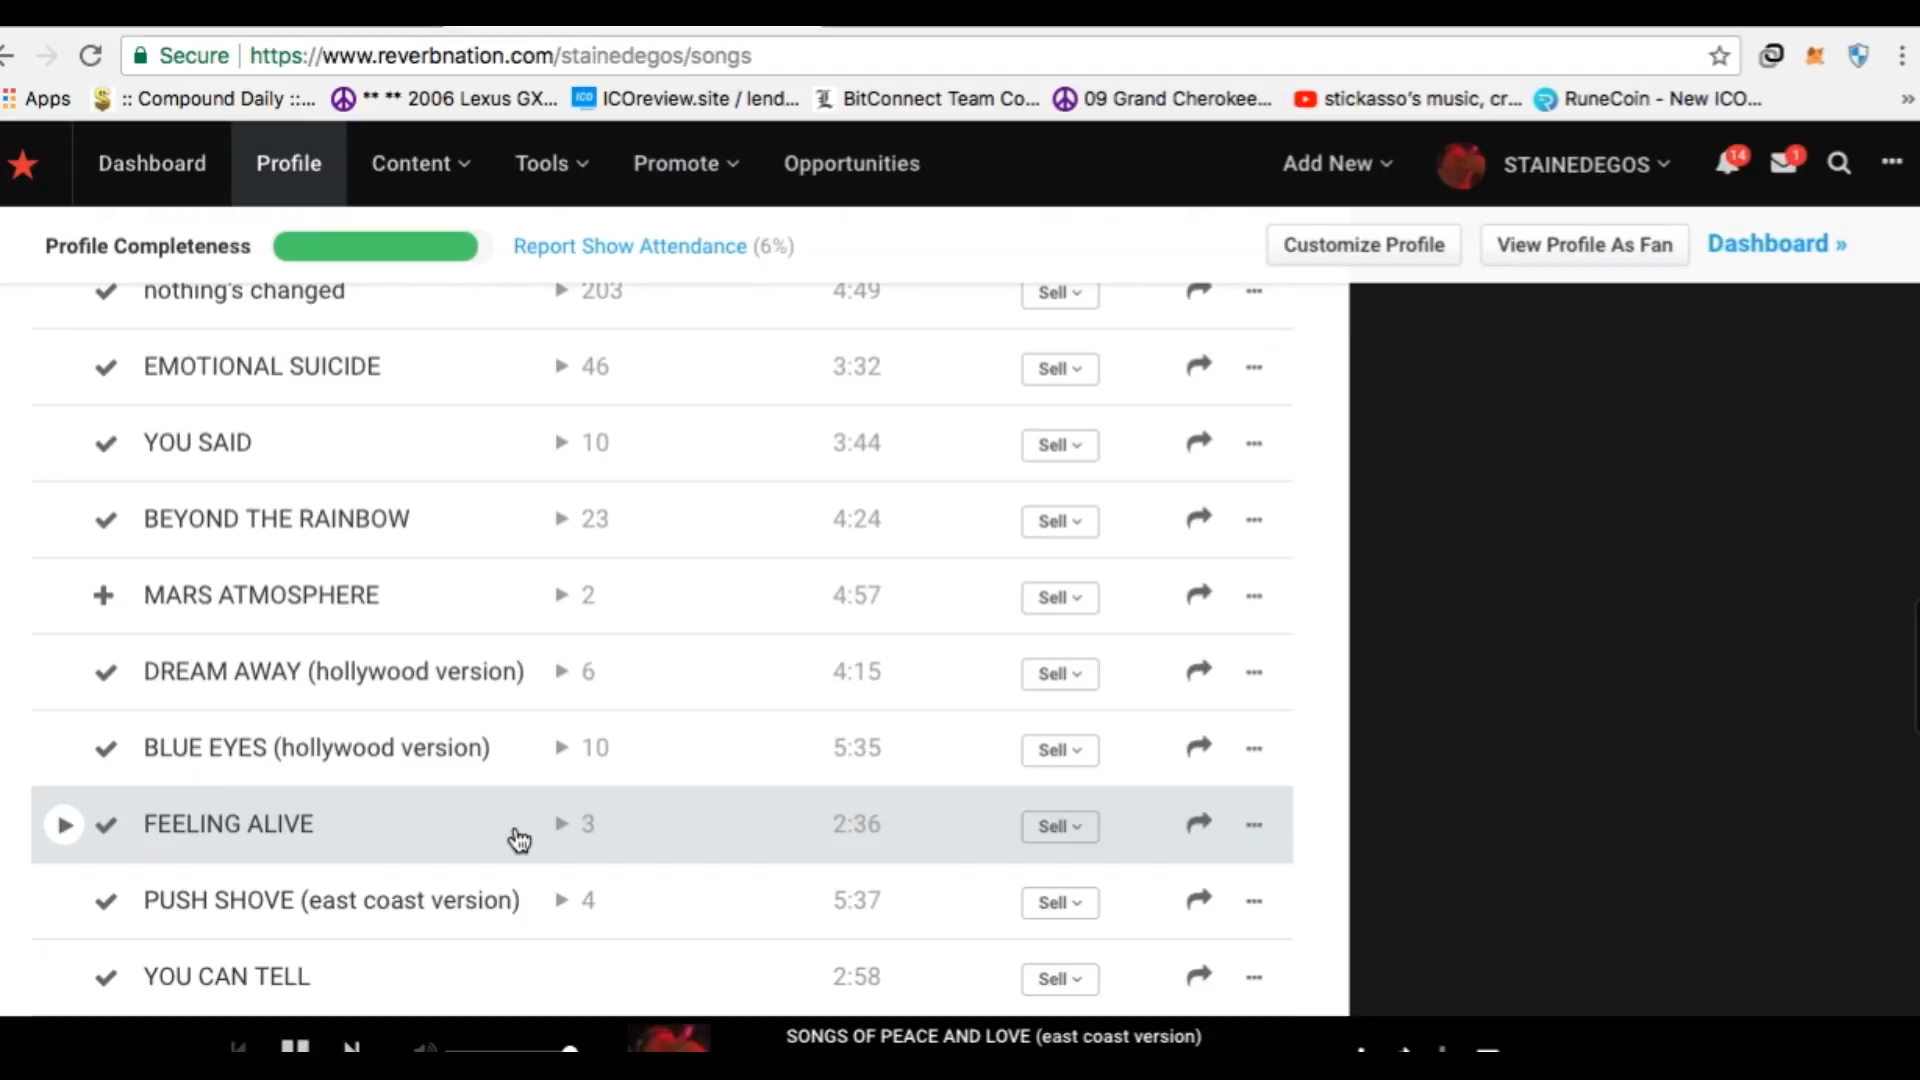 Secure https://www.reverbnation.com/stainedegos/songs
Apps :: Compound Daily ::... ** ** 2006 Lexus GX... ICO ICOreview.site / lend... BitConnect Team Co... 09 Grand Cherokee... stickasso's music, cr... RuneCoin - New ICO... »
Dashboard Profile Content Tools Promote Opportunities Add New STAINEDEGOS 14 1
Profile Completeness Report Show Attendance (6%) Customize Profile View Profile As Fan Dashboard »
nothing's changed 203 4:49 Sell
EMOTIONAL SUICIDE 46 3:32 Sell
YOU SAID 10 3:44 Sell
BEYOND THE RAINBOW 23 4:24 Sell
MARS ATMOSPHERE 2 4:57 Sell
DREAM AWAY (hollywood version) 6 4:15 Sell
BLUE EYES (hollywood version) 10 5:35 Sell
FEELING ALIVE 3 2:36 Sell
PUSH SHOVE (east coast version) 4 5:37 Sell
YOU CAN TELL 2:58 Sell
SONGS OF PEACE AND LOVE (east coast version)